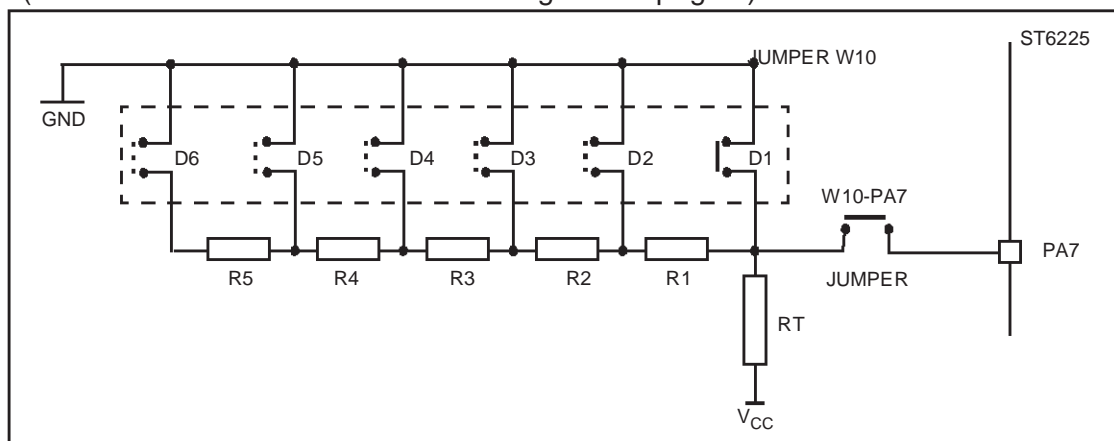 JUMPER W10
ST6225
GND
D6 D5 D4 D3 D2 D1
W10-PA7
PA7
R5 R4 R3 R2 R1 JUMPER
RT
VCC